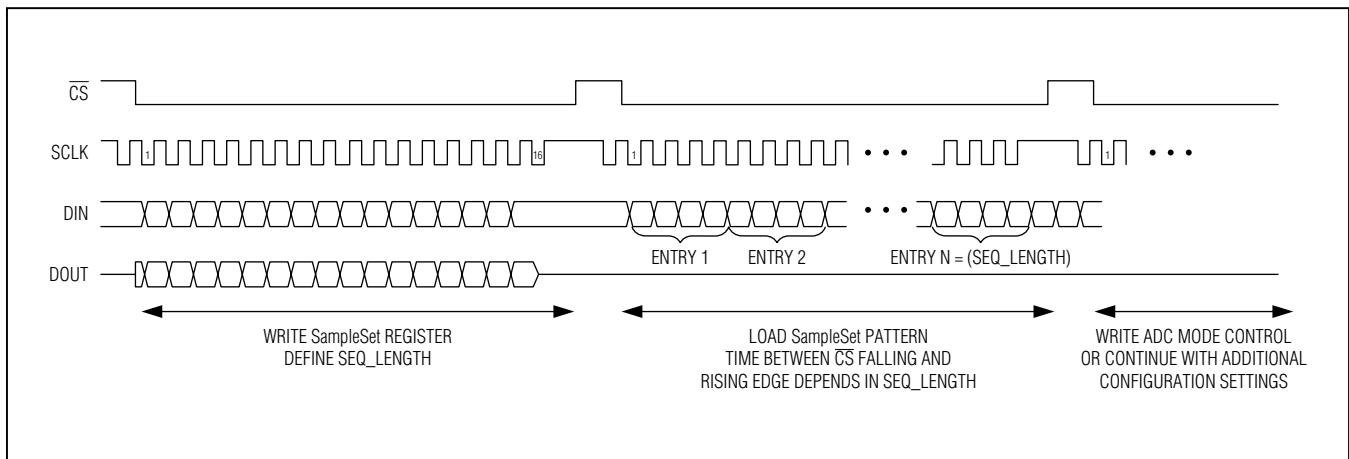 C̅S̅
SCLK 1 16 1 • • • 1 • • •
DIN • • •
ENTRY 1 ENTRY 2 ENTRY N = (SEQ_LENGTH)
DOUT
WRITE SampleSet REGISTER
DEFINE SEQ_LENGTH
LOAD SampleSet PATTERN
TIME BETWEEN C̅S̅ FALLING AND
RISING EDGE DEPENDS IN SEQ_LENGTH
WRITE ADC MODE CONTROL
OR CONTINUE WITH ADDITIONAL
CONFIGURATION SETTINGS